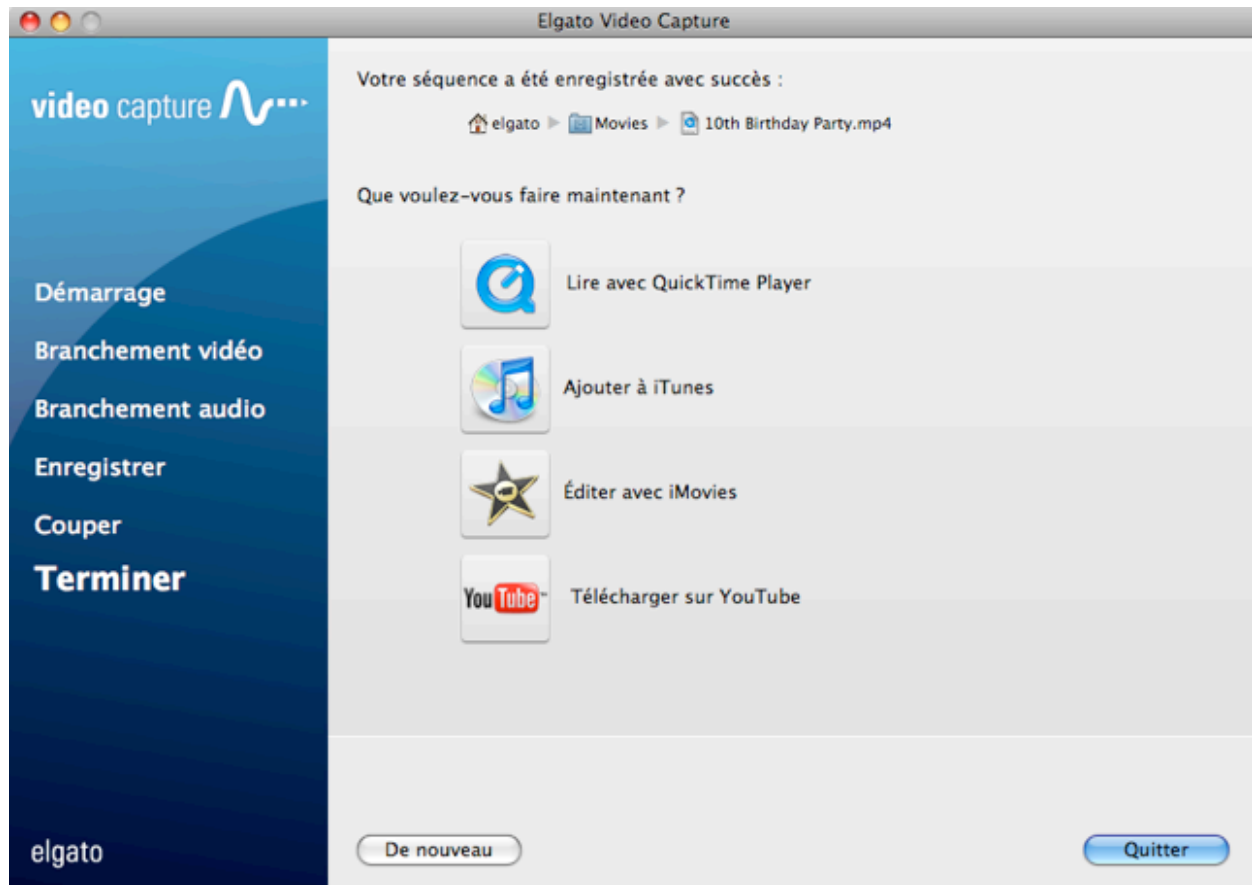 Elgato Video Capture
video capture
Démarrage
Branchement vidéo
Branchement audio
Enregistrer
Couper
Terminer
elgato
Votre séquence a été enregistrée avec succès :
elgato ▶ Movies ▶ 10th Birthday Party.mp4
Que voulez-vous faire maintenant ?
Lire avec QuickTime Player
Ajouter à iTunes
Éditer avec iMovies
YouTube™ Télécharger sur YouTube
De nouveau
Quitter